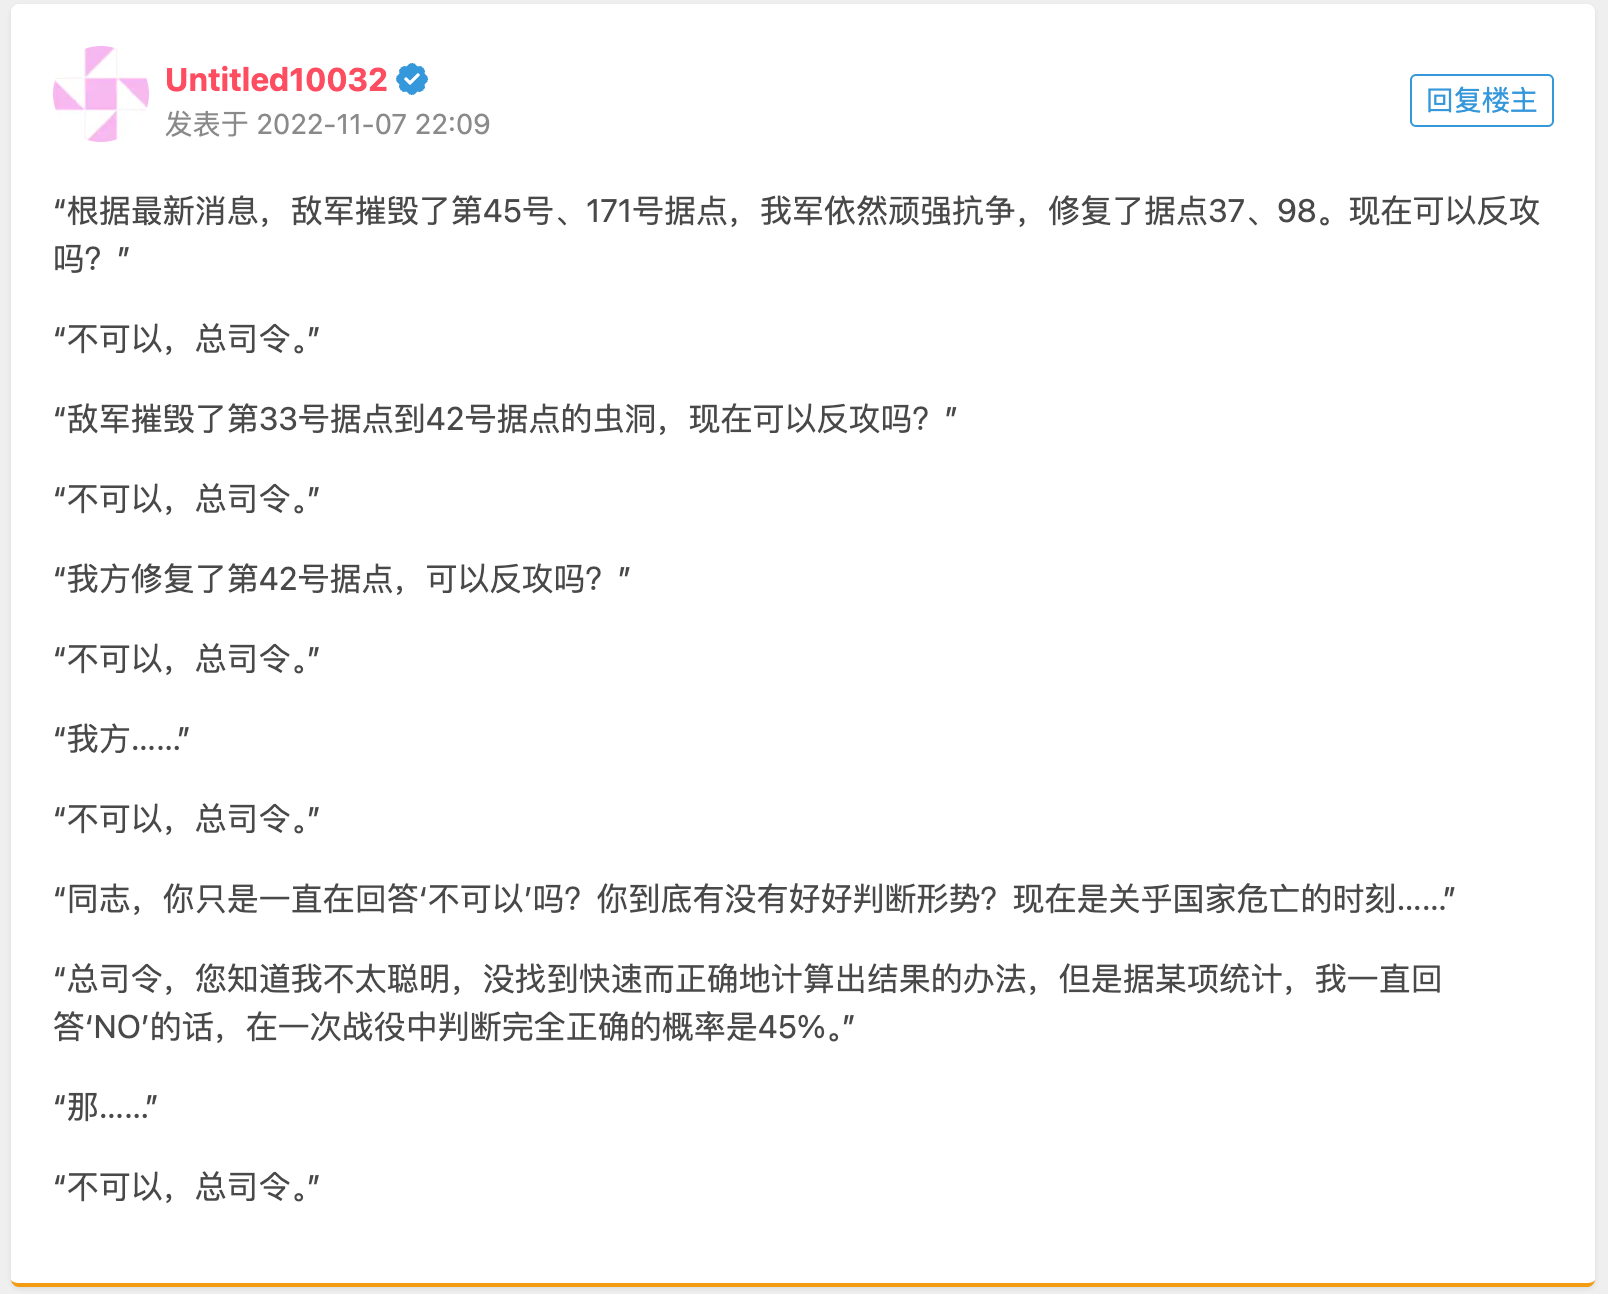 Untitled10032
发表于 2022-11-07 22:09
回复楼主
“根据最新消息，敌军摧毁了第45号、171号据点，我军依然顽强抗争，修复了据点37、98。现在可以反攻
吗？”
“不可以，总司令。”
“敌军摧毁了第33号据点到42号据点的虫洞，现在可以反攻吗？”
“不可以，总司令。”
“我方修复了第42号据点，可以反攻吗？”
“不可以，总司令。”
“我方……”
“不可以，总司令。”
“同志，你只是一直在回答‘不可以’吗？你到底有没有好好判断形势？现在是关乎国家危亡的时刻……”
“总司令，您知道我不太聪明，没找到快速而正确地计算出结果的办法，但是据某项统计，我一直回
答‘NO’的话，在一次战役中判断完全正确的概率是45%。”
“那……”
“不可以，总司令。”